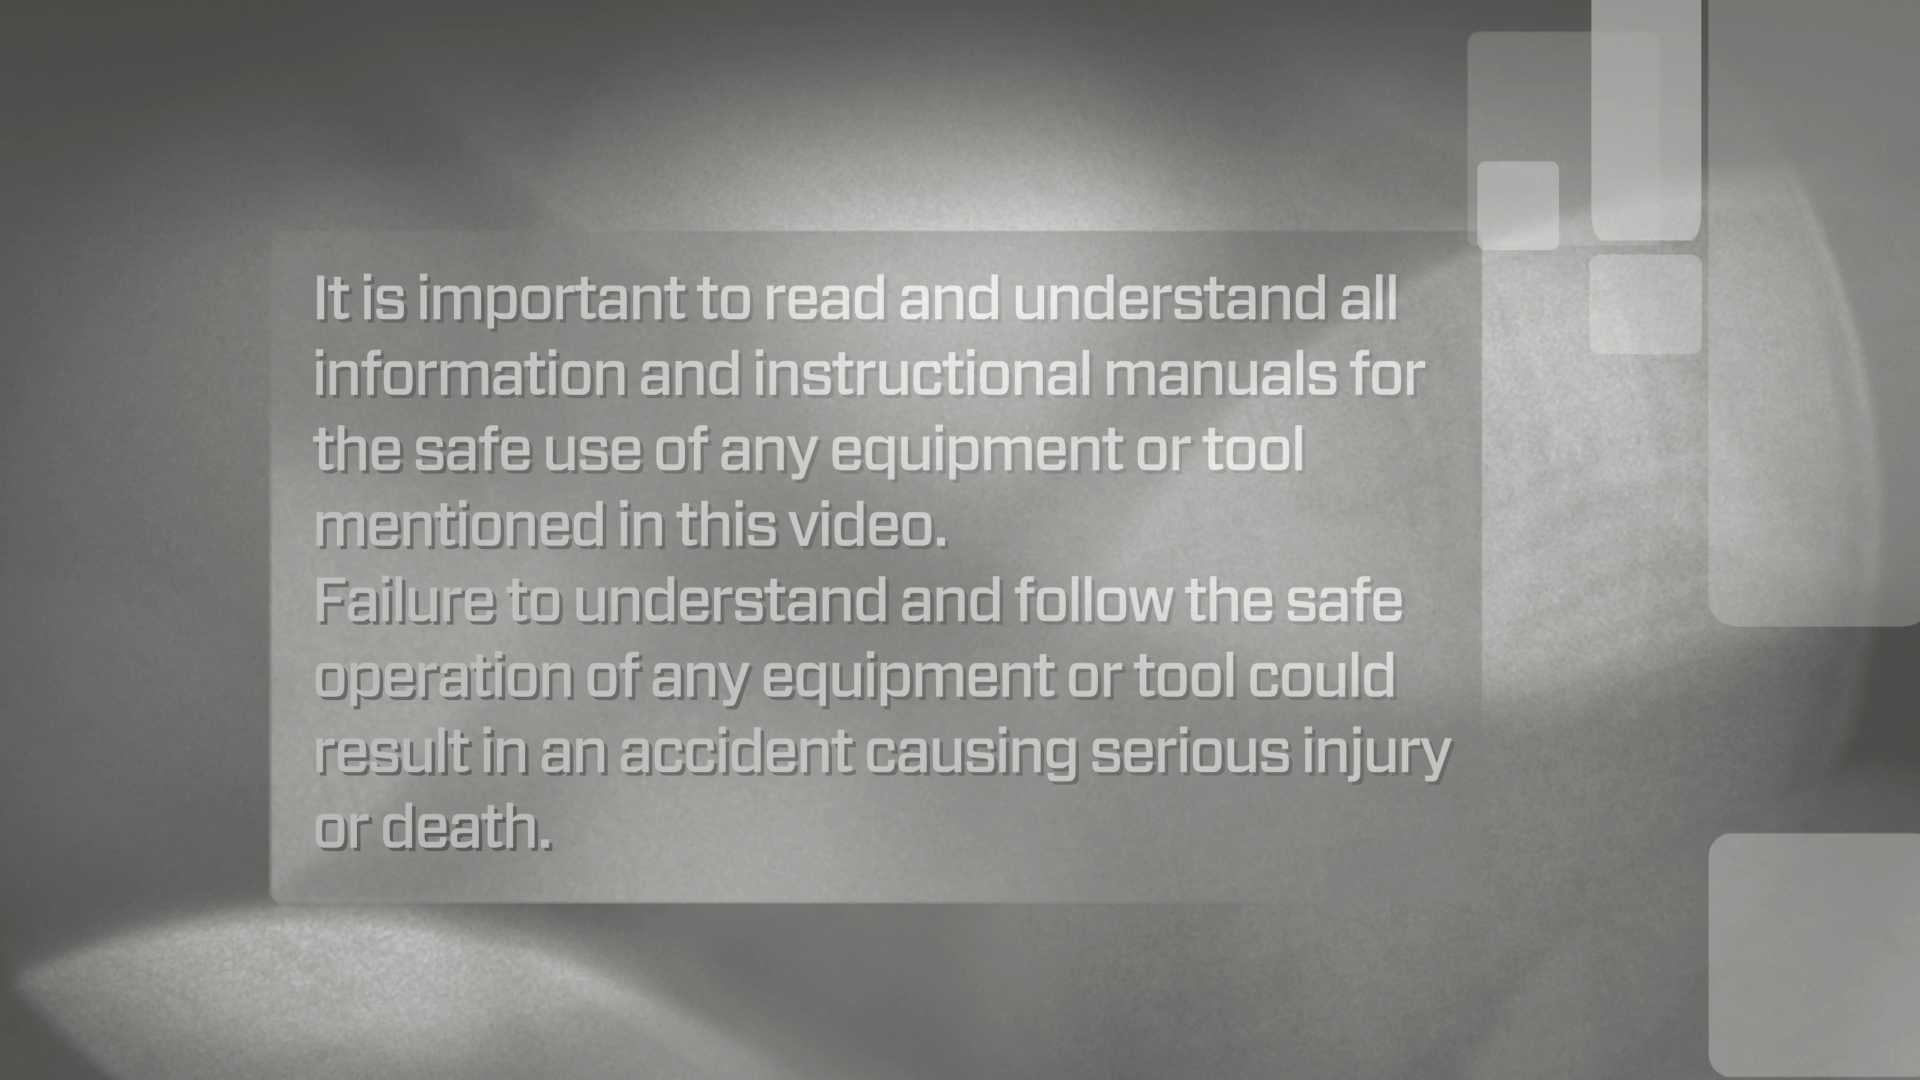 It is important to read and understand all
information and instructional manuals for
the safe use of any equipment or tool
mentioned in this video.
Failure to understand and follow the safe
operation of any equipment or tool could
result in an accident causing serious injury
or death.